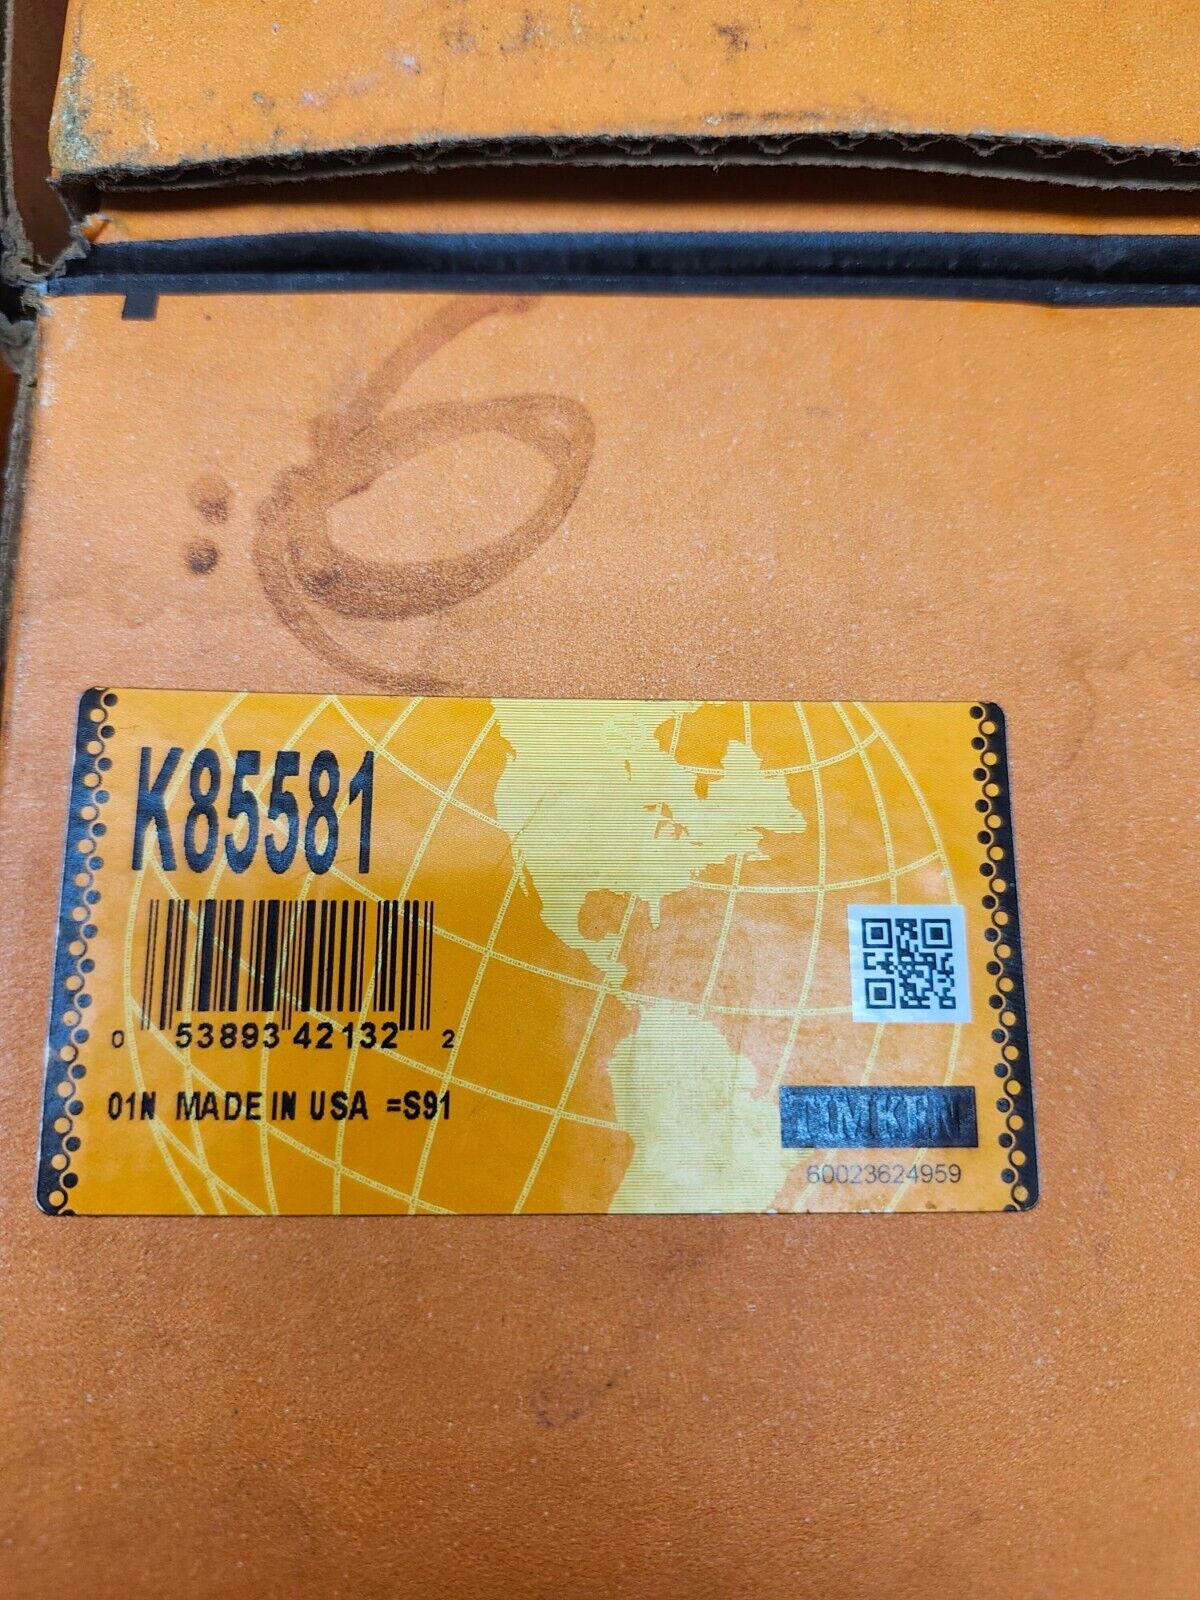 6
K85581
0 53893 42132 2
01N MADE IN USA =S91
TIMKEN
60023624959